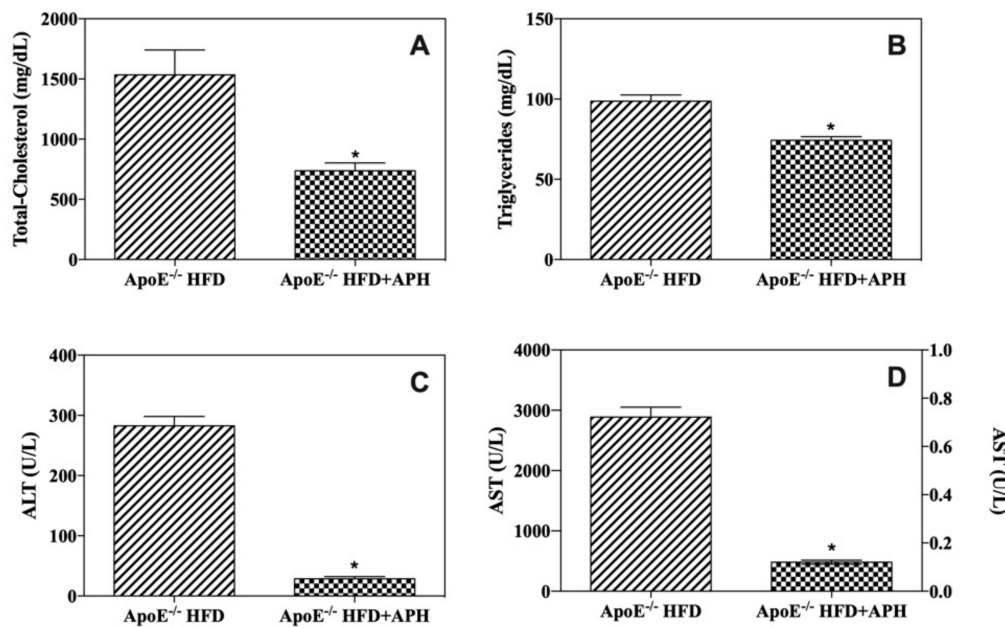 Total-Cholesterol (mg/dL)
2000
1500
1000
500
0
A
*
ApoE-/- HFD
ApoE-/- HFD+APH
Triglycerides (mg/dL)
150
100
50
0
B
*
ApoE-/- HFD
ApoE-/- HFD+APH
ALT (U/L)
400
300
200
100
0
C
*
ApoE-/- HFD
ApoE-/- HFD+APH
AST (U/L)
4000
3000
2000
1000
0
D
*
1.0
0.8
0.6
0.4
0.2
0.0
AST (U/L)
ApoE-/- HFD
ApoE-/- HFD+APH